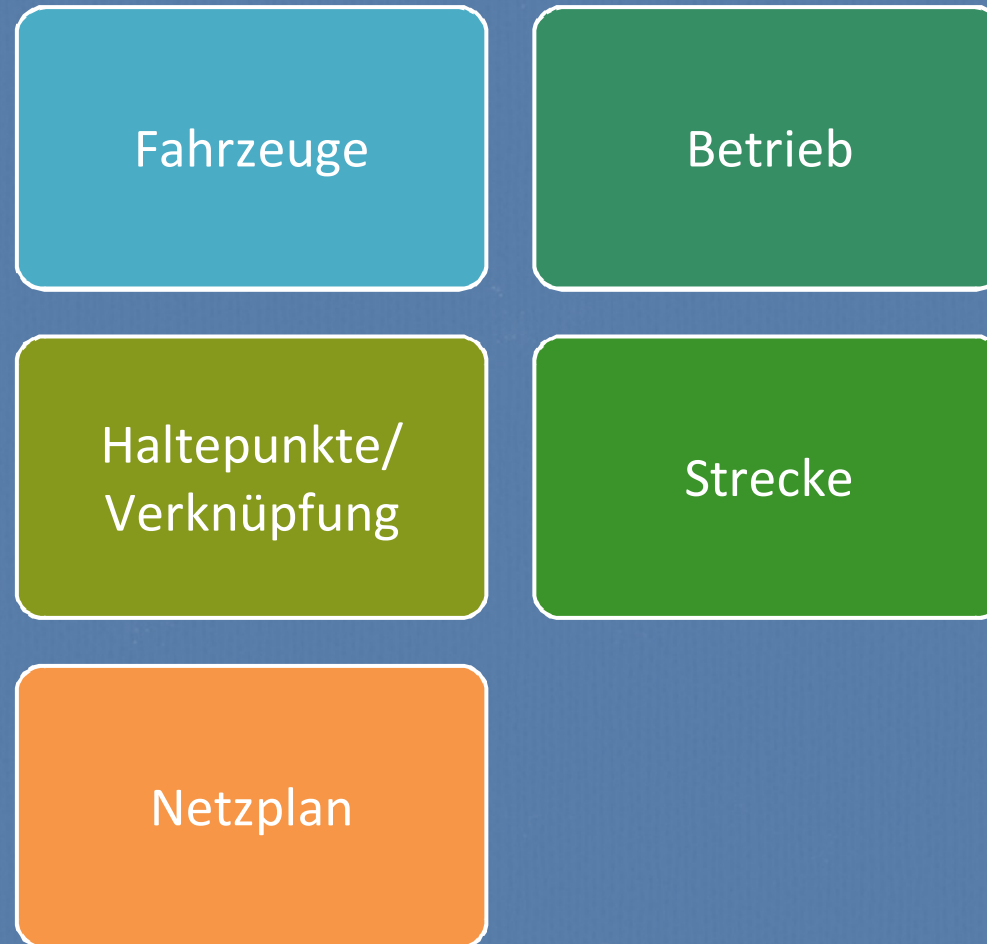 Fahrzeuge
Betrieb
Haltepunkte/
Verknüpfung
Strecke
Netzplan